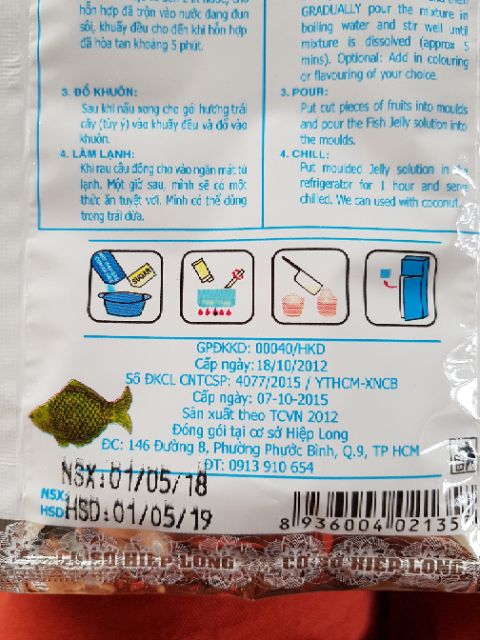 hỗn hợp đã trộn vào nước đang đun
sôi, khuấy đều cho đến khi hỗn hợp
đã hòa tan khoảng 5 phút.
3. ĐỔ KHUÔN:
Sau khi nấu xong cho gói hương trái
cây (tùy ý) vào khuấy đều và đổ vào
khuôn.
4. LÀM LẠNH:
Khi rau câu đông cho vào ngăn mát tủ
lạnh. Một giờ sau, mình sẽ có một
thức ăn tuyệt vời. Mình có thể dùng
trong trái dừa.
GRADUALLY pour the mixture in
boiling water and stir well until
mixture is dissolved (approx 5
mins). Optional: Add in colouring
or flavouring of your choice.
3. POUR:
Put cut pieces of fruits into moulds
and pour the Fish Jelly solution into
the moulds.
4. CHILL:
Put moulded Jelly solution in
refrigerator for 1 hour and
chilled. We can used with coconut.
SUGAR
GPĐKKD: 00040/HKD
Cấp ngày: 18/10/2012
Số ĐKCL CNTCSP: 4077/2015 / YTHCM-XNCB
Cấp ngày: 07-10-2015
Sản xuất theo TCVN 2012
Đóng gói tại cơ sở Hiệp Long
ĐC: 146 Đường B, Phường Phước Bình, Q.9, TP HCM
ĐT: 0913 910 654
NSX:01/05/18
NSX:
HSD:
HSD:01/05/19
8 936004 02135
CƠ SỞ HIEP LONG CƠ SỞ HIEP LONG